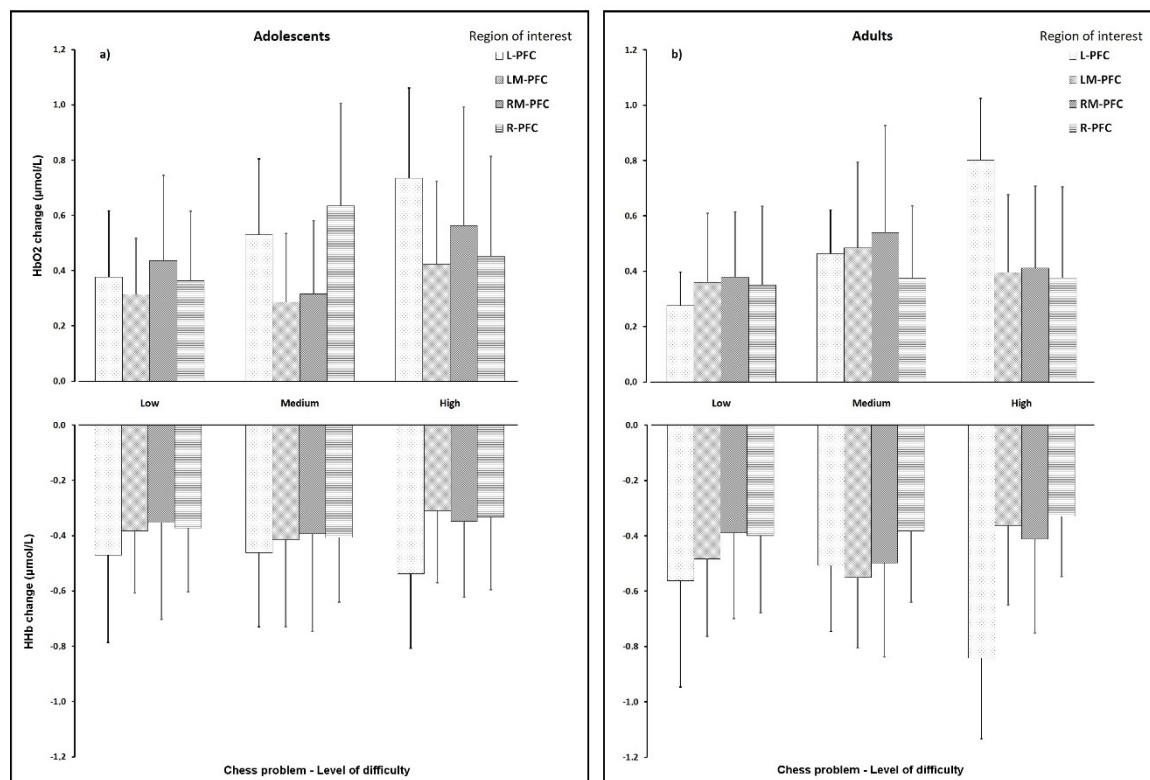 Adolescents
Region of interest
a)
L-PFC
LM-PFC
RM-PFC
R-PFC
HbO2 change (μmol/L)
1,2
1,0
0,8
0,6
0,4
0,2
0,0
Low Medium High
HHb change (μmol/L)
0.0
-0.2
-0.4
-0.6
-0.8
-1,0
-1,2
Chess problem - Level of difficulty
Adults
Region of interest
b)
L-PFC
LM-PFC
RM-PFC
R-PFC
1.2
1.0
0.8
0.6
0.4
0.2
0.0
Low Medium High
0.0
-0.2
-0.4
-0.6
-0.8
-1.0
-1.2
Chess problem - Level of difficulty